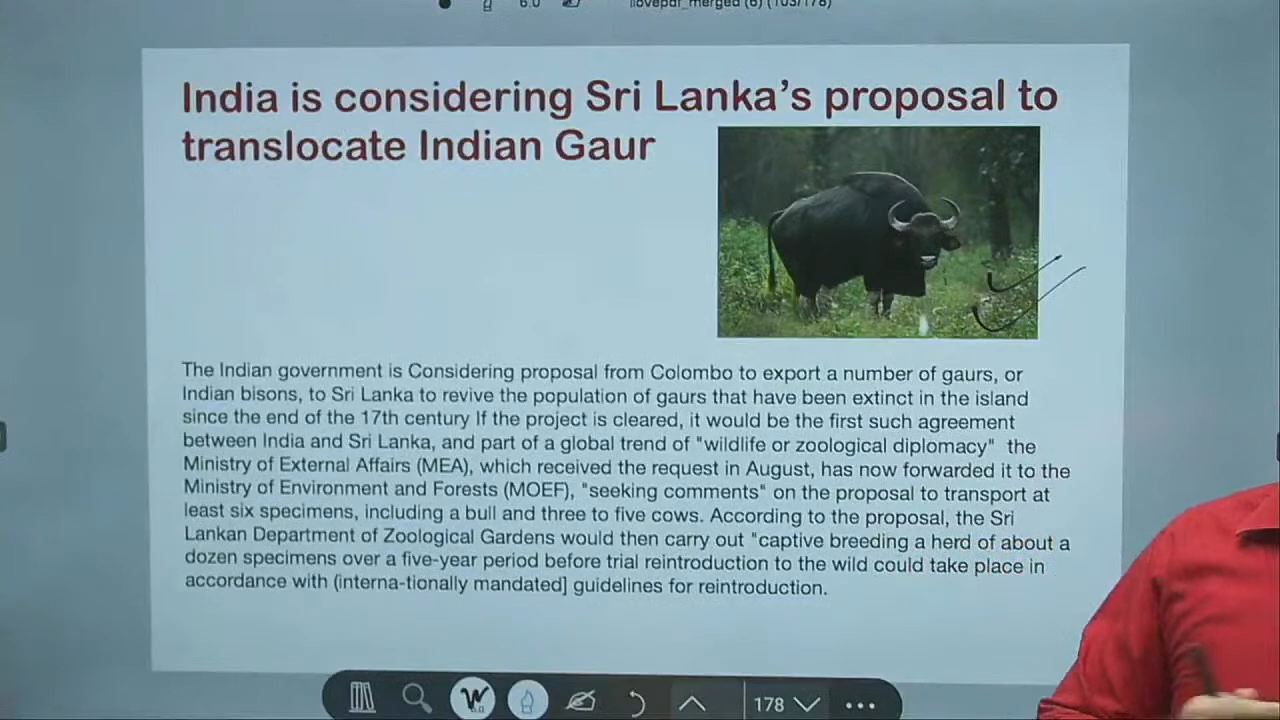 6.0
ilovepdf_merged (6) (103/178)
India is considering Sri Lanka's proposal to
translocate Indian Gaur
The Indian government is Considering proposal from Colombo to export a number of gaurs, or
Indian bisons, to Sri Lanka to revive the population of gaurs that have been extinct in the island
since the end of the 17th century If the project is cleared, it would be the first such agreement
between India and Sri Lanka, and part of a global trend of "wildlife or zoological diplomacy" the
Ministry of External Affairs (MEA), which received the request in August, has now forwarded it to the
Ministry of Environment and Forests (MOEF), "seeking comments" on the proposal to transport at
least six specimens, including a bull and three to five cows. According to the proposal, the Sri
Lankan Department of Zoological Gardens would then carry out "captive breeding a herd of about a
dozen specimens over a five-year period before trial reintroduction to the wild could take place in
accordance with (interna-tionally mandated] guidelines for reintroduction.
W
6.0
178